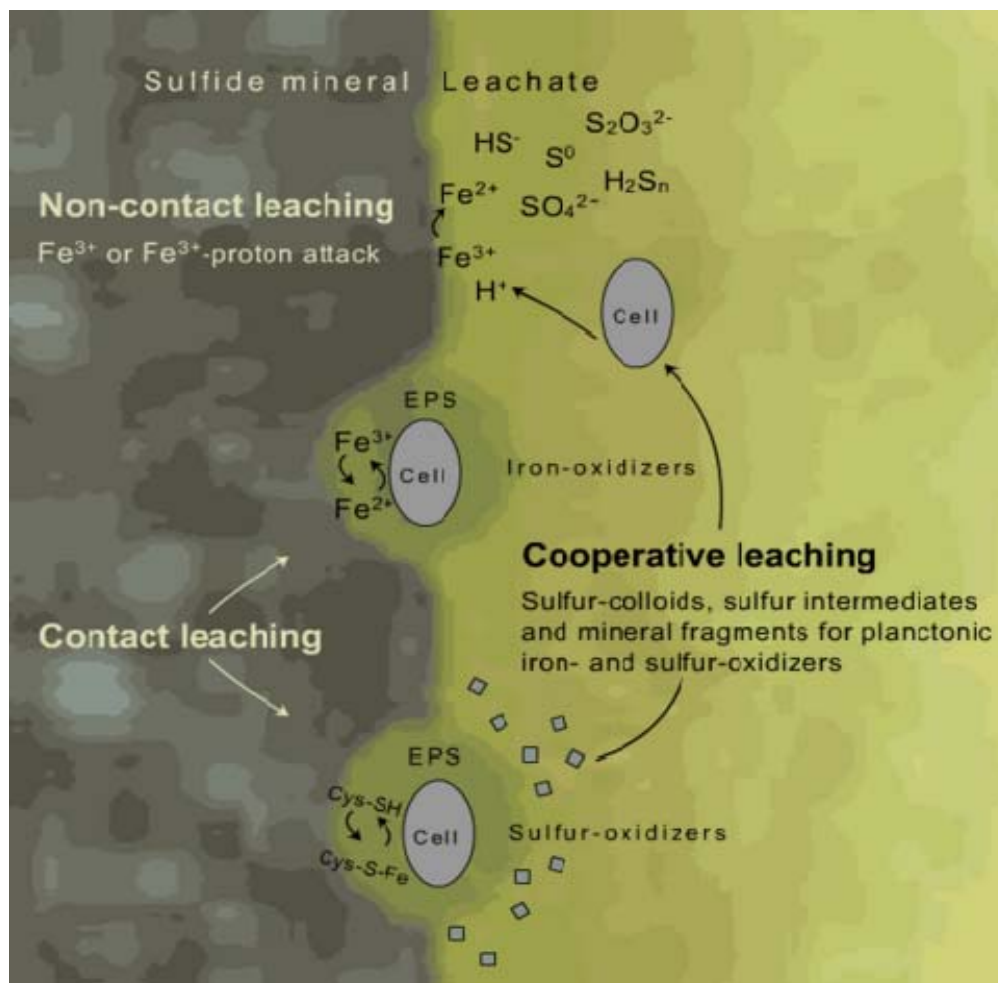 Sulfide mineral
Leachate
S₂O₃²⁻
HS⁻
S⁰
H₂Sₙ
Fe²⁺
SO₄²⁻
Non-contact leaching
Fe³⁺ or Fe³⁺-proton attack
Fe³⁺
H⁺
Cell
EPS
Fe³⁺
Cell
Fe²⁺
Iron-oxidizers
Cooperative leaching
Sulfur-colloids, sulfur intermediates
and mineral fragments for planctonic
iron- and sulfur-oxidizers
Contact leaching
EPS
Cys-SH
Cell
Cys-S-Fe
Sulfur-oxidizers